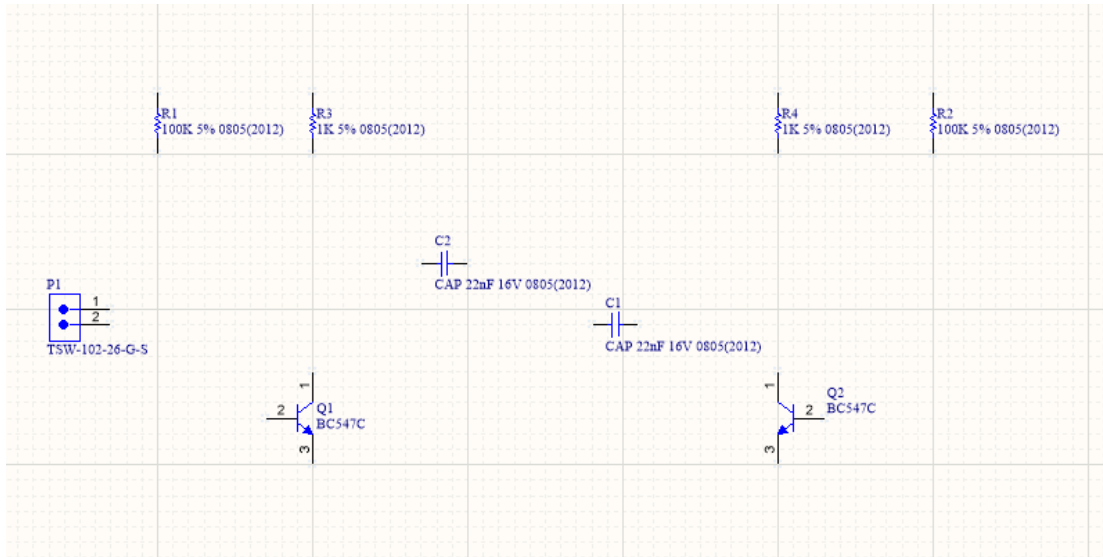 R1
100K 5% 0805(2012)
R3
1K 5% 0805(2012)
R4
1K 5% 0805(2012)
R2
100K 5% 0805(2012)
C2
CAP 22nF 16V 0805(2012)
P1
1
2
TSW-102-26-G-S
C1
CAP 22nF 16V 0805(2012)
1
2
Q1
BC547C
3
1
2
Q2
BC547C
3